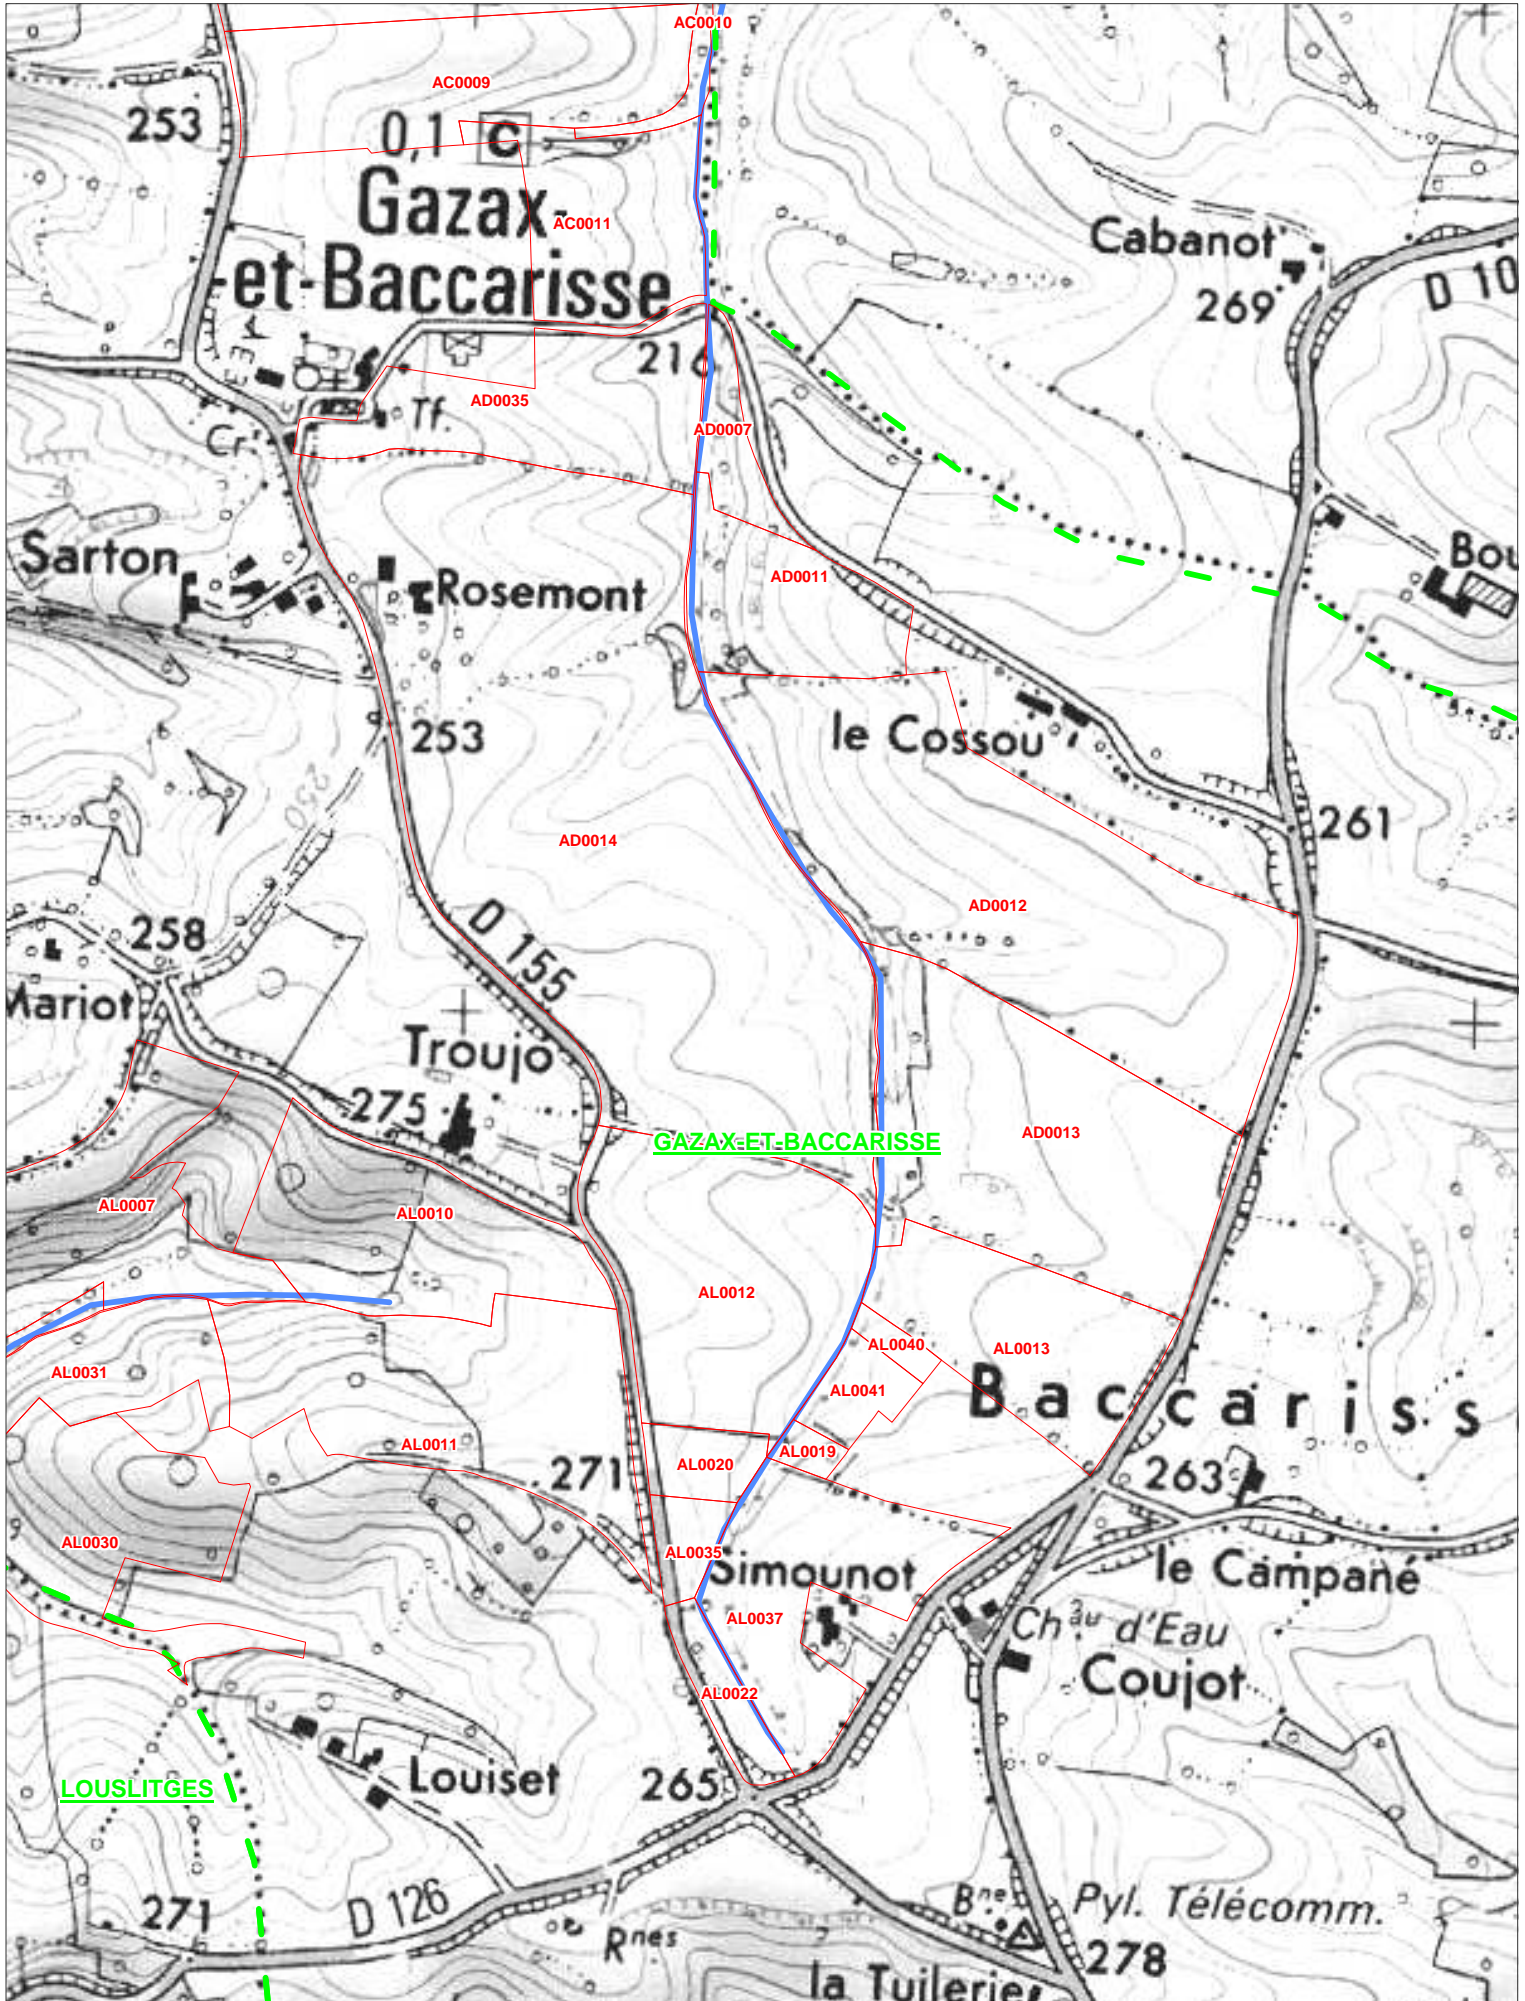 AC0010
AC0009
253
0,1 C
Gazax-
AC0011
et-Baccarisse
Cabanot
269
D 10
216
AD0035
Tf.
AD0007
Cr
Sarton
Rosemont
Bou
AD0011
253
le Cossou
261
AD0014
AD0012
258
D 155
Mariot
Troujo
275
GAZAX-ET-BACCARISSE
AD0013
AL0007
AL0010
AL0012
AL0040
AL0013
AL0031
AL0041
Baccariss
AL0011
AL0019
AL0020
271
263
AL0030
AL0035
Simounot
le Campané
AL0037
Chau d'Eau
Coujot
AL0022
LOUSLITGES
Louiset
265
271
D 126
Rnes
Bne
Pyl. Télécomm.
278
la Tuilerie